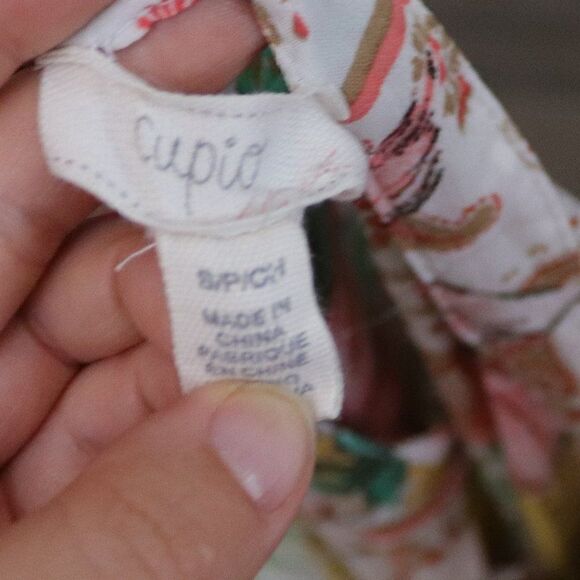 cupio
S/P/CH
MADE IN
CHINA
FABRIQUE
EN CHINE